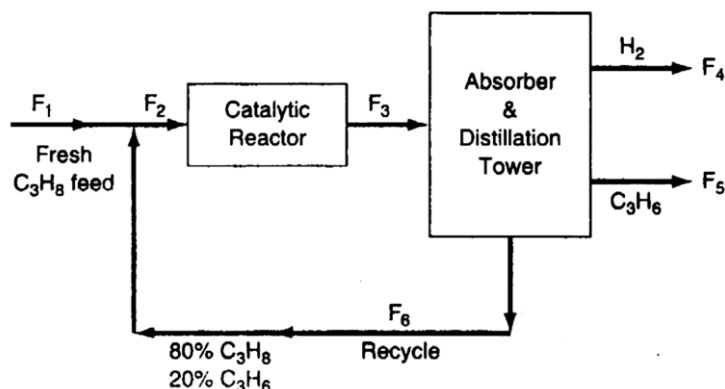 H₂
F₄
Absorber
&
Distillation
Tower
F₁
F₂
Catalytic
Reactor
F₃
Fresh
C₃H₈ feed
C₃H₆
F₅
F₆
80% C₃H₈
20% C₃H₆
Recycle